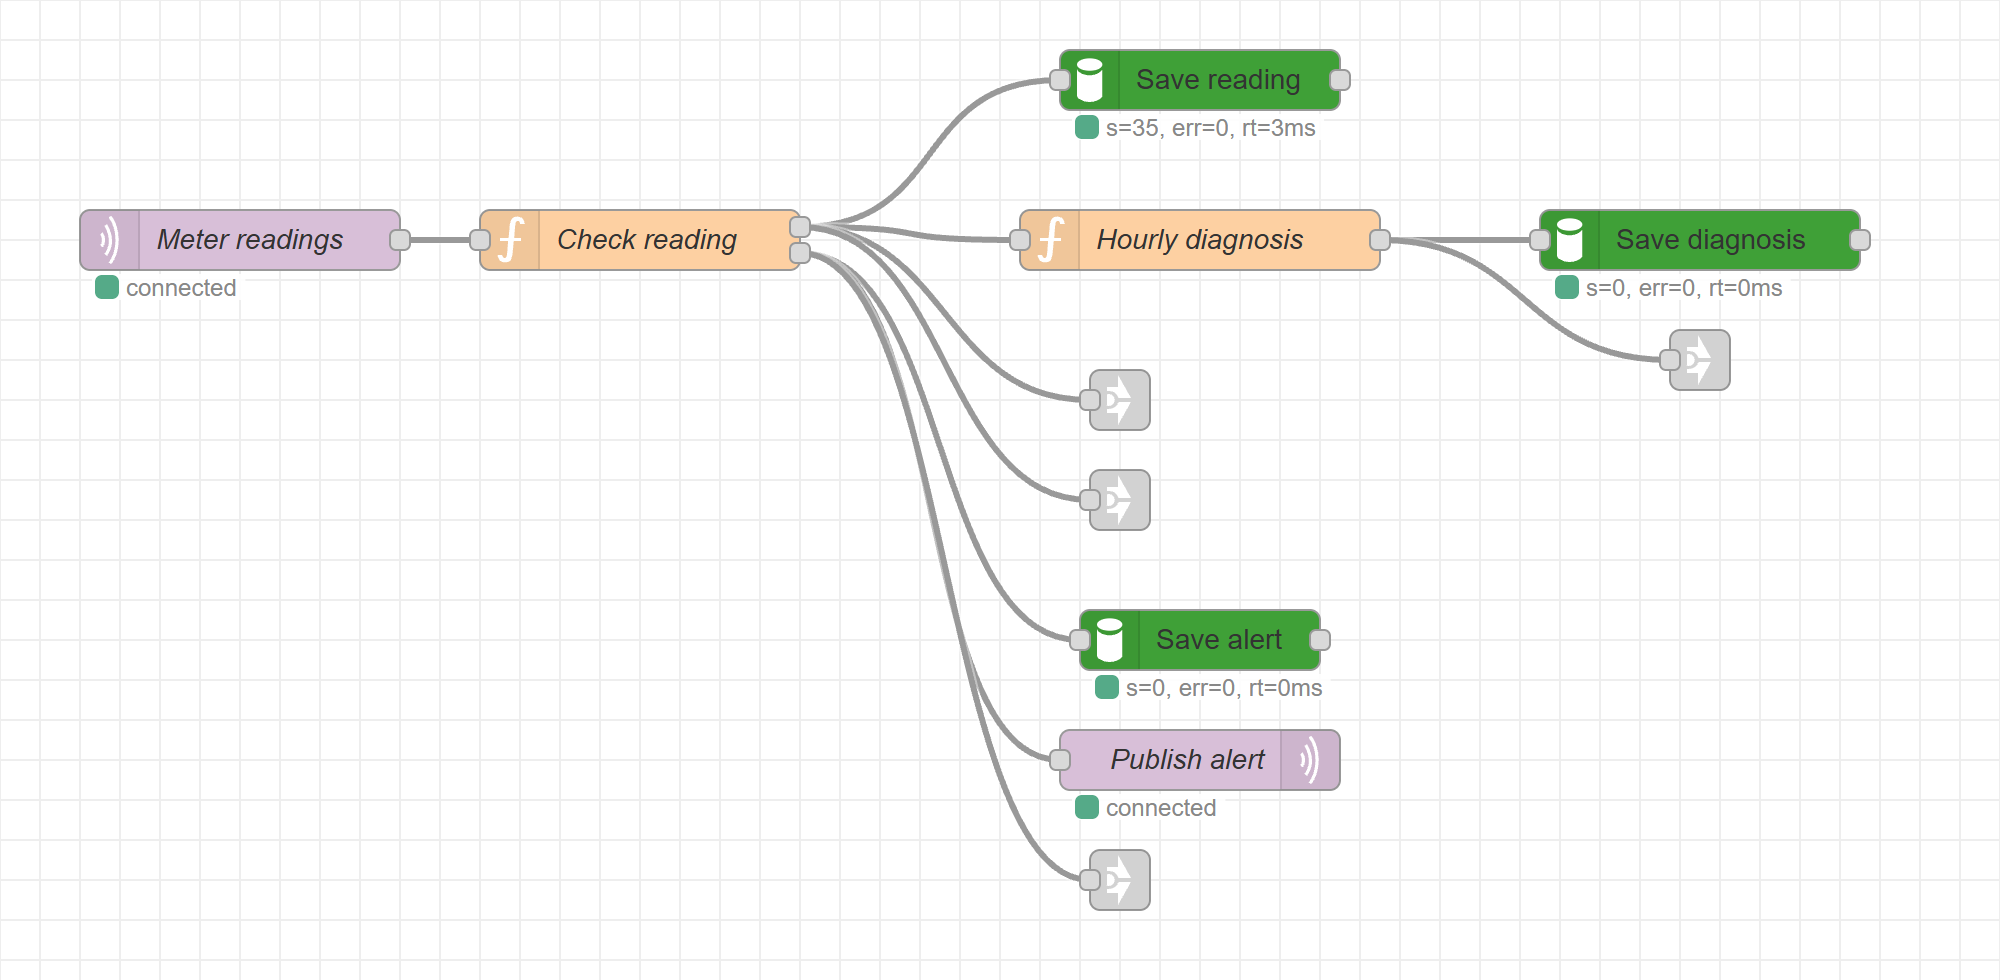 Save reading
s=35, err=0, rt=3ms
Meter readings
connected
Check reading
Hourly diagnosis
Save diagnosis
s=0, err=0, rt=0ms
Save alert
s=0, err=0, rt=0ms
Publish alert
connected